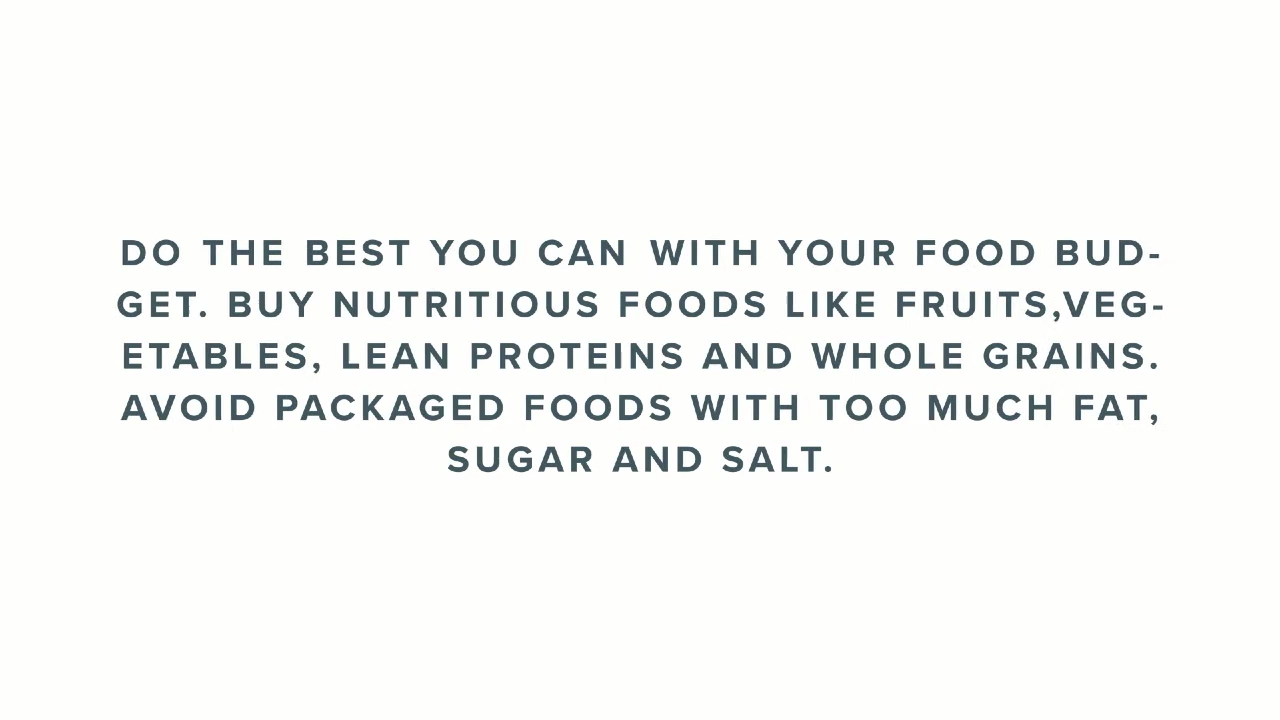 DO THE BEST YOU CAN WITH YOUR FOOD BUD-
GET. BUY NUTRITIOUS FOODS LIKE FRUITS,VEG-
ETABLES, LEAN PROTEINS AND WHOLE GRAINS.
AVOID PACKAGED FOODS WITH TOO MUCH FAT,
SUGAR AND SALT.